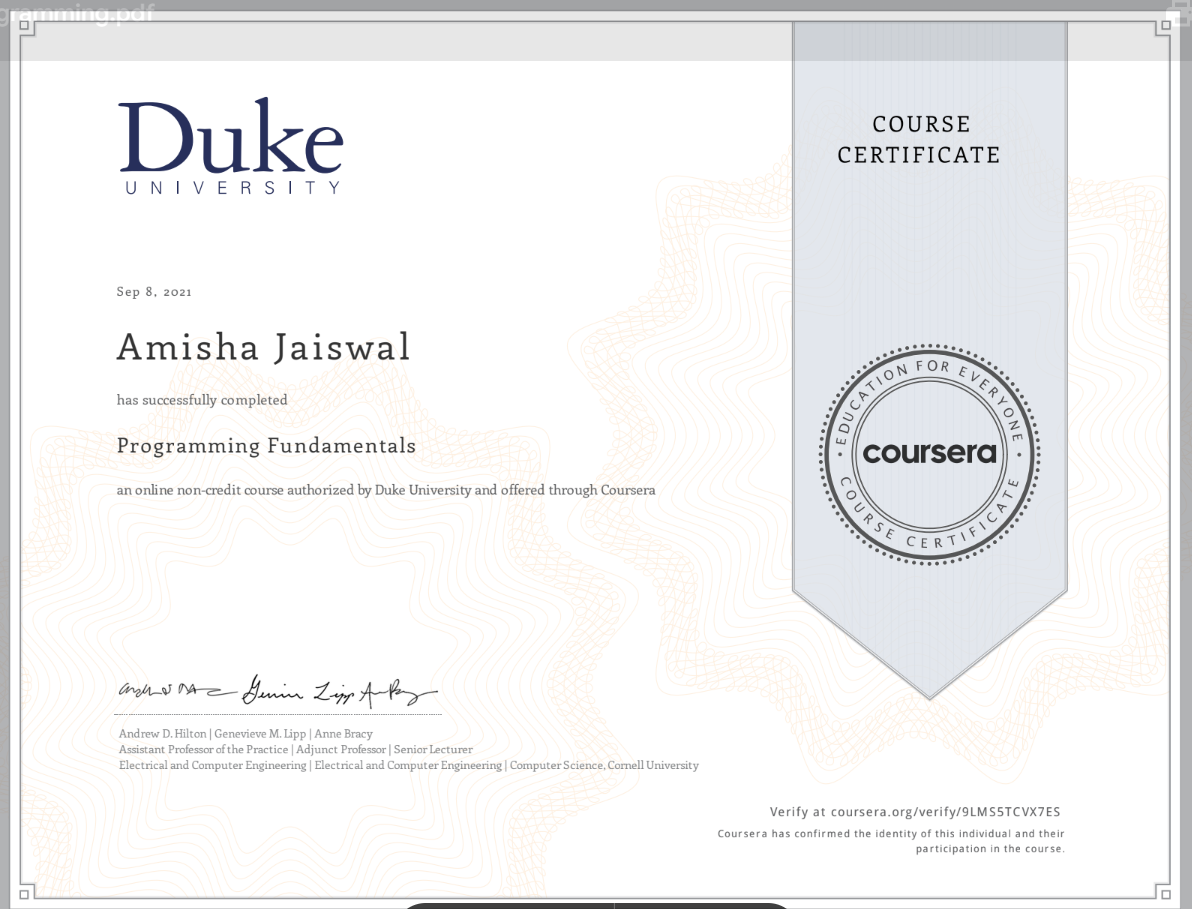 gramming.pdf
Duke
UNIVERSITY
COURSE
CERTIFICATE
Sep 8, 2021
Amisha Jaiswal
has successfully completed
Programming Fundamentals
an online non-credit course authorized by Duke University and offered through Coursera
EDUCATION FOR EVERYONE
coursera
COURSE CERTIFICATE
Andrew D. Hilton | Genevieve M. Lipp | Anne Bracy
Assistant Professor of the Practice | Adjunct Professor | Senior Lecturer
Electrical and Computer Engineering | Electrical and Computer Engineering | Computer Science, Cornell University
Verify at coursera.org/verify/9LMS5TCVX7ES
Coursera has confirmed the identity of this individual and their
participation in the course.